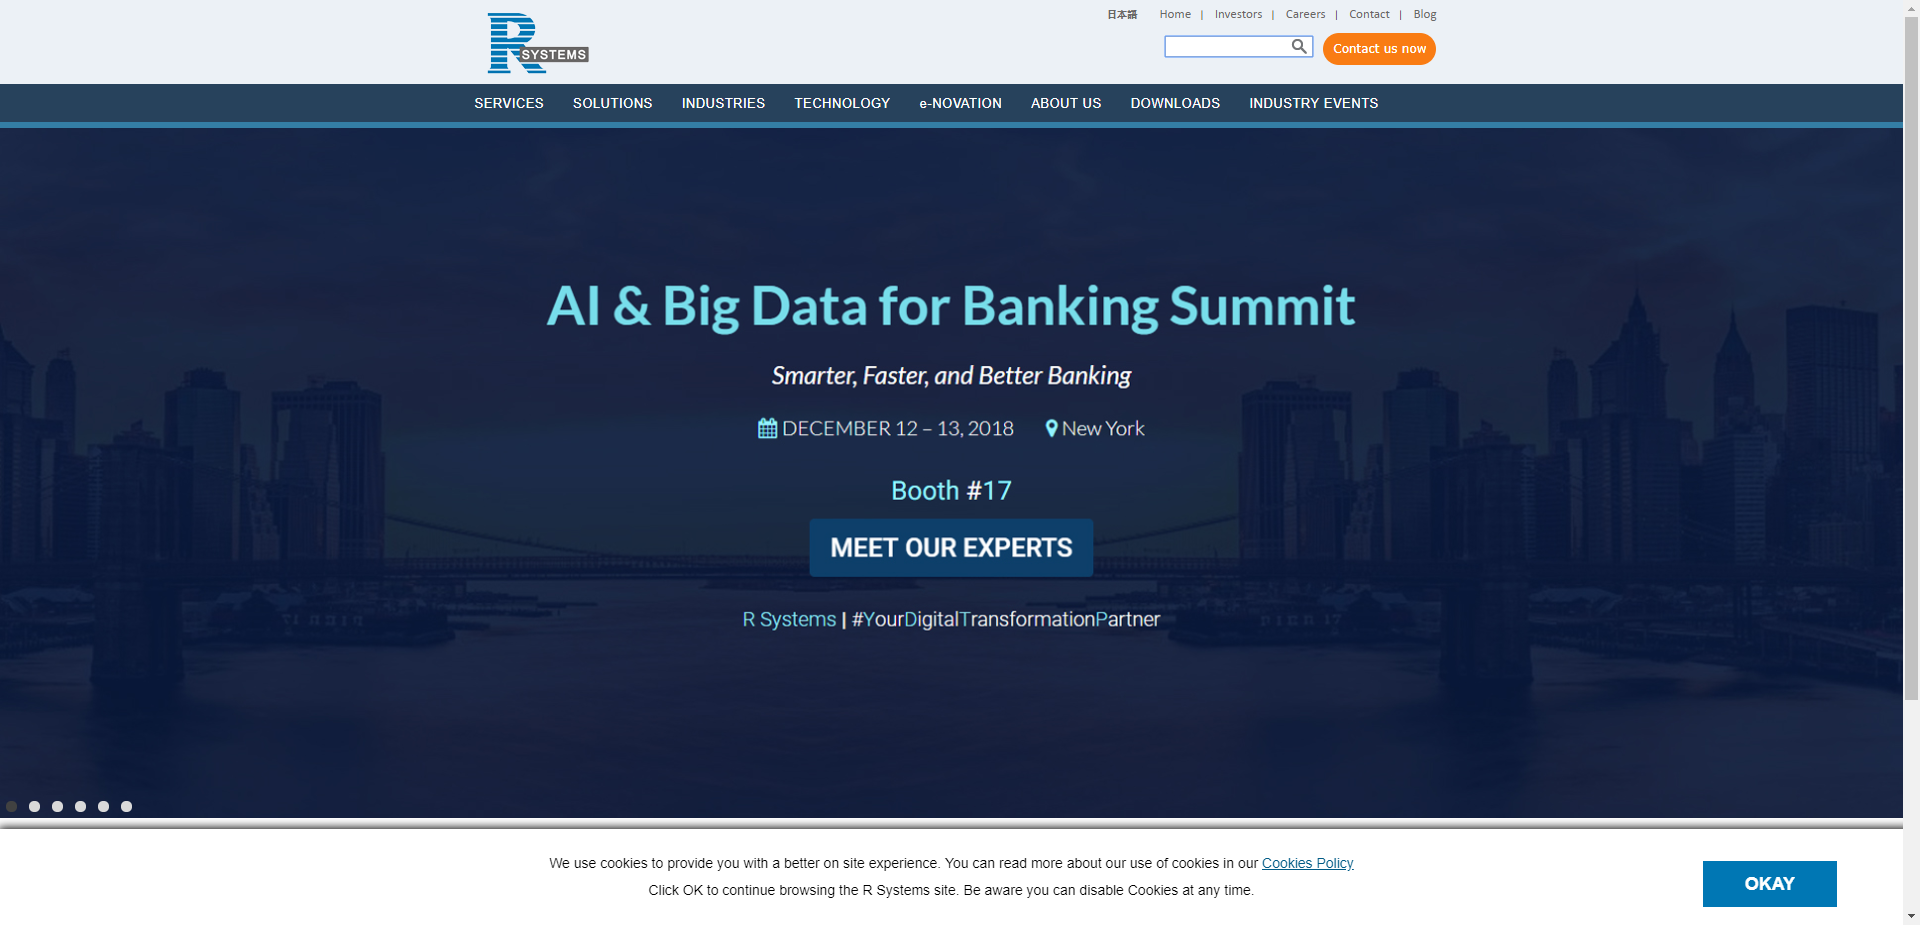 日本語 Home | Investors | Careers | Contact | Blog
R SYSTEMS
Contact us now
SERVICES SOLUTIONS INDUSTRIES TECHNOLOGY e-NOVATION ABOUT US DOWNLOADS INDUSTRY EVENTS
AI & Big Data for Banking Summit
Smarter, Faster, and Better Banking
DECEMBER 12 – 13, 2018 New York
Booth #17
MEET OUR EXPERTS
PIER 17
R Systems | #YourDigitalTransformationPartner
We use cookies to provide you with a better on site experience. You can read more about our use of cookies in our Cookies Policy
Click OK to continue browsing the R Systems site. Be aware you can disable Cookies at any time.
OKAY